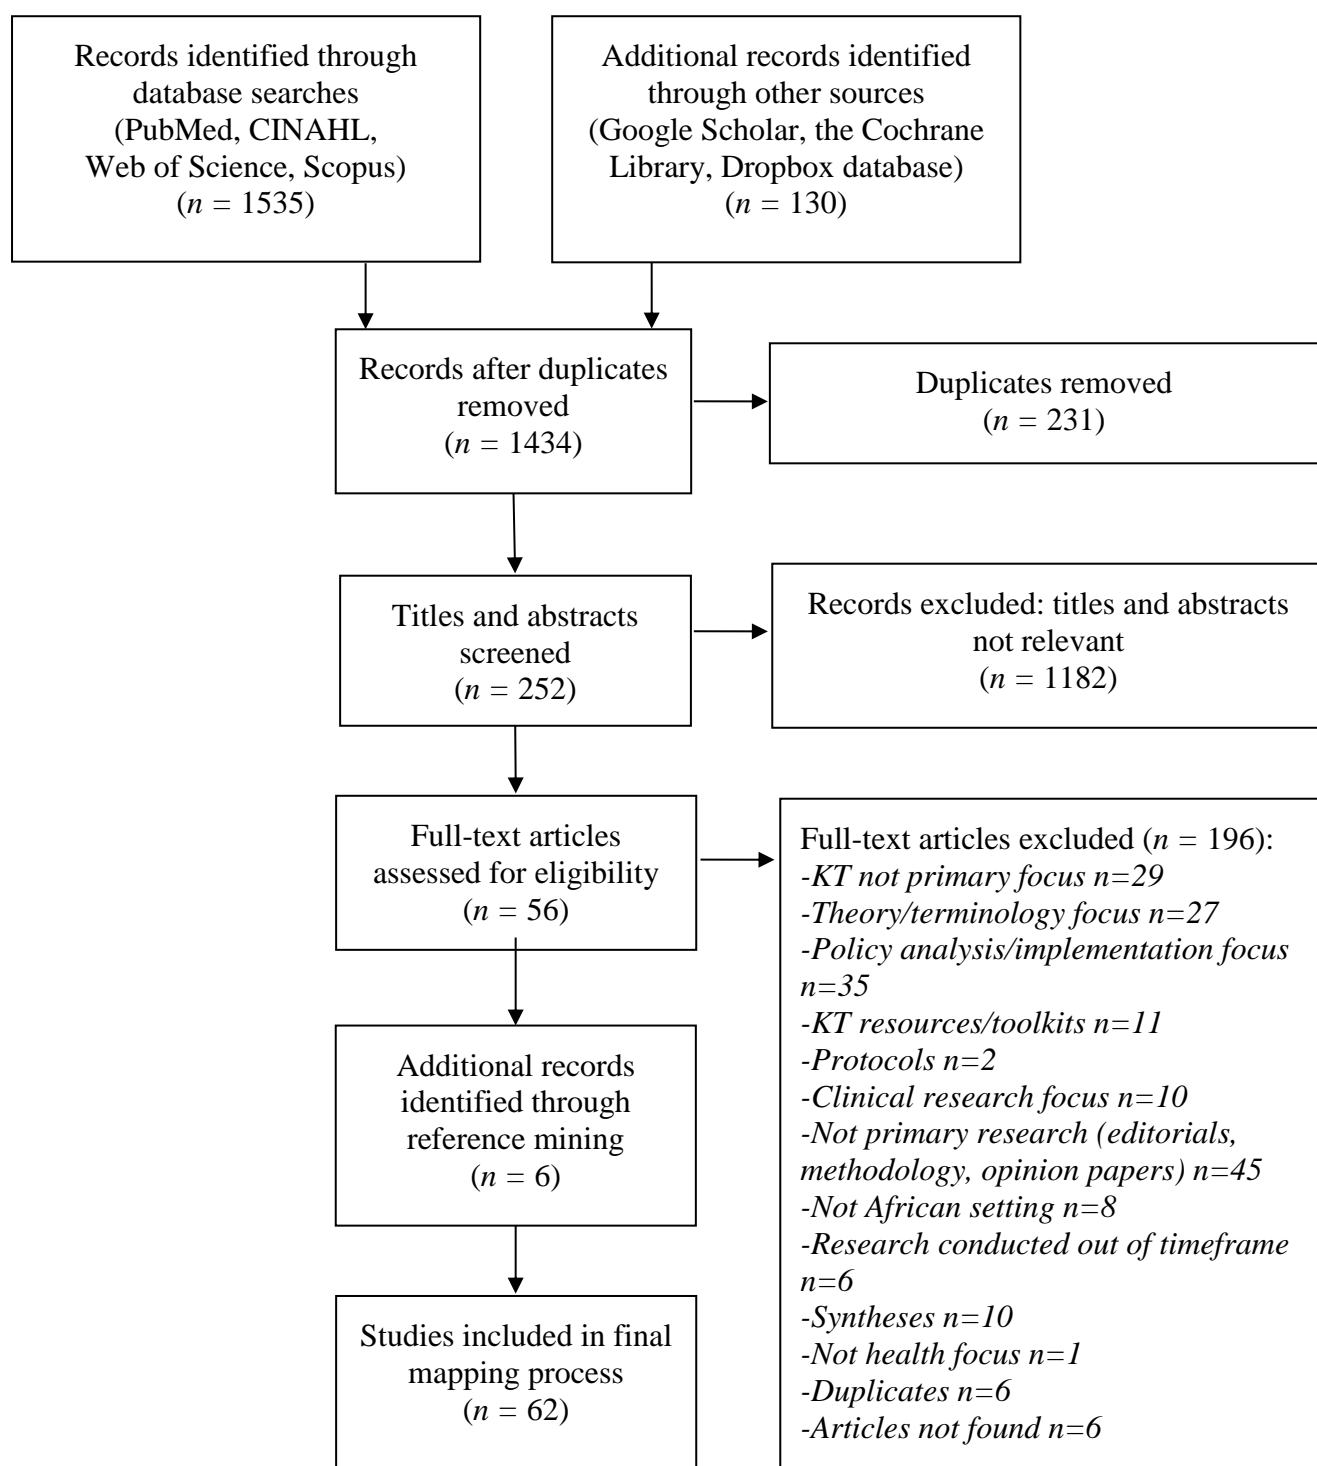 Records identified through
database searches
(PubMed, CINAHL,
Web of Science, Scopus)
(n = 1535)
Additional records identified
through other sources
(Google Scholar, the Cochrane
Library, Dropbox database)
(n = 130)
Records after duplicates
removed
(n = 1434)
Duplicates removed
(n = 231)
Titles and abstracts
screened
(n = 252)
Records excluded: titles and abstracts
not relevant
(n = 1182)
Full-text articles
assessed for eligibility
(n = 56)
Full-text articles excluded (n = 196):
-KT not primary focus n=29
-Theory/terminology focus n=27
-Policy analysis/implementation focus
n=35
-KT resources/toolkits n=11
-Protocols n=2
-Clinical research focus n=10
-Not primary research (editorials,
methodology, opinion papers) n=45
-Not African setting n=8
-Research conducted out of timeframe
n=6
-Syntheses n=10
-Not health focus n=1
-Duplicates n=6
-Articles not found n=6
Additional records
identified through
reference mining
(n = 6)
Studies included in final
mapping process
(n = 62)